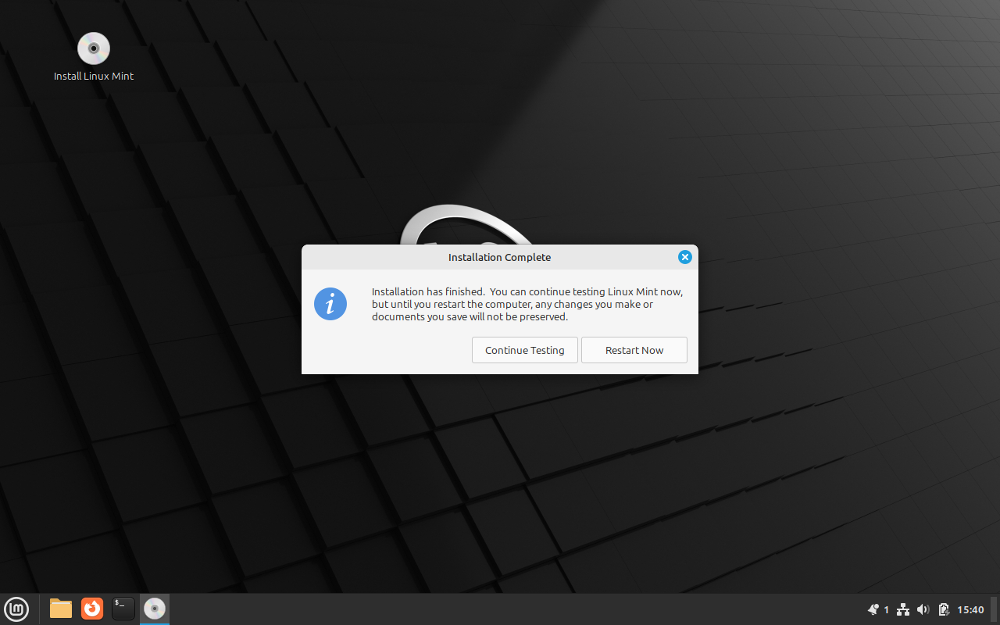 Install Linux Mint
Installation Complete
Installation has finished.  You can continue testing Linux Mint now,
but until you restart the computer, any changes you make or
documents you save will not be preserved.
Continue Testing
Restart Now
$_
lm
1
15:40